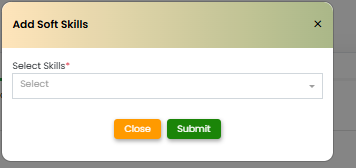 Add Soft Skills ×
Select Skills*
Select
Close Submit